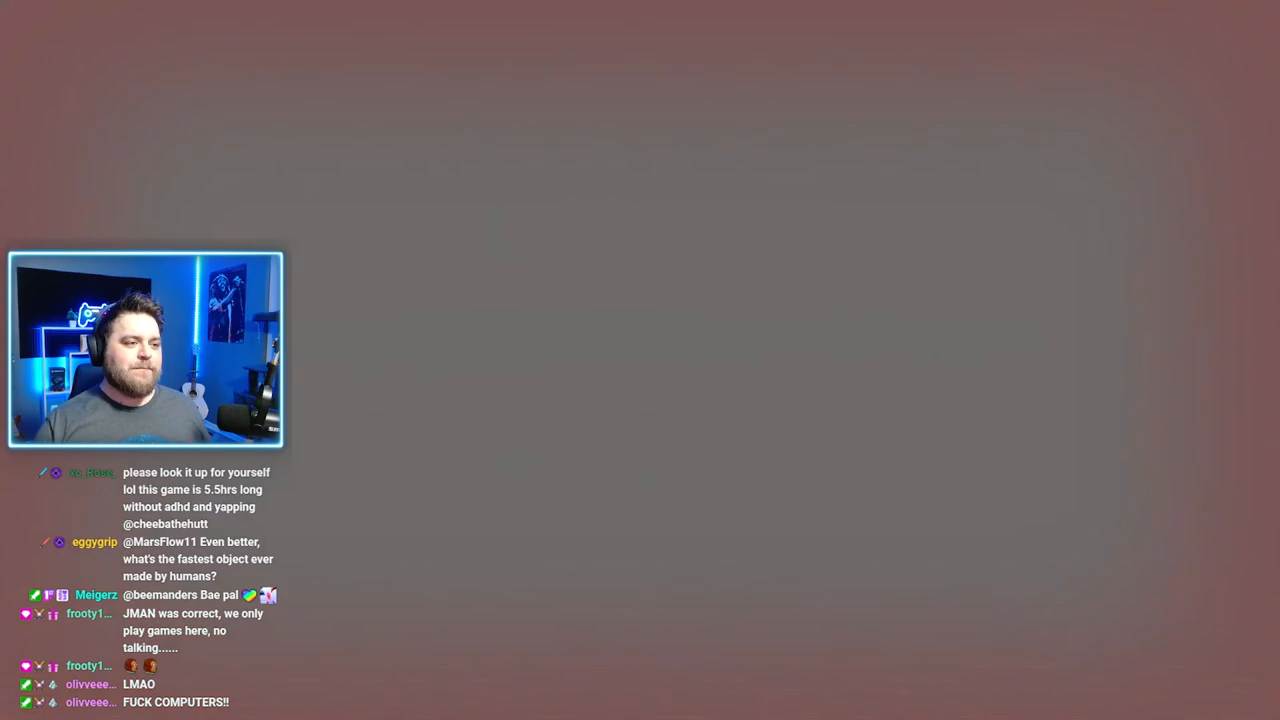 xo_Rose_ please look it up for yourself
lol this game is 5.5hrs long
without adhd and yapping
@cheebathehutt
eggygrip @MarsFlow11 Even better,
what's the fastest object ever
made by humans?
Meigerz @beemanders Bae pal
frooty1... JMAN was correct, we only
play games here, no
talking......
frooty1...
olivveee... LMAO
olivveee... FUCK COMPUTERS!!